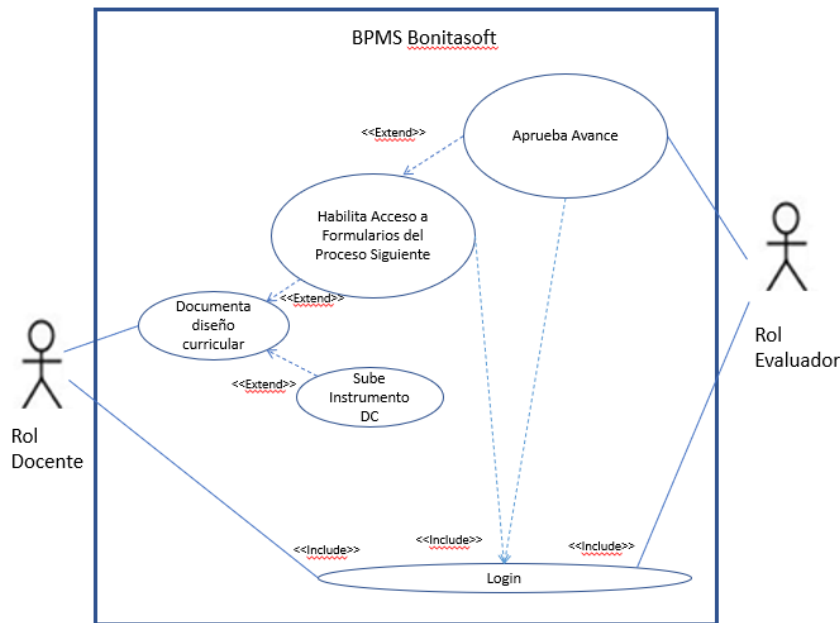 BPMS Bonitasoft
<<Extend>>
Aprueba Avance
Habilita Acceso a
Formularios del
Proceso Siguiente
<<Extend>>
Documenta
diseño
curricular
<<Extend>>
Sube
Instrumento
DC
Rol
Docente
Rol
Evaluador
<<Include>>
<<Include>>
<<Include>>
Login